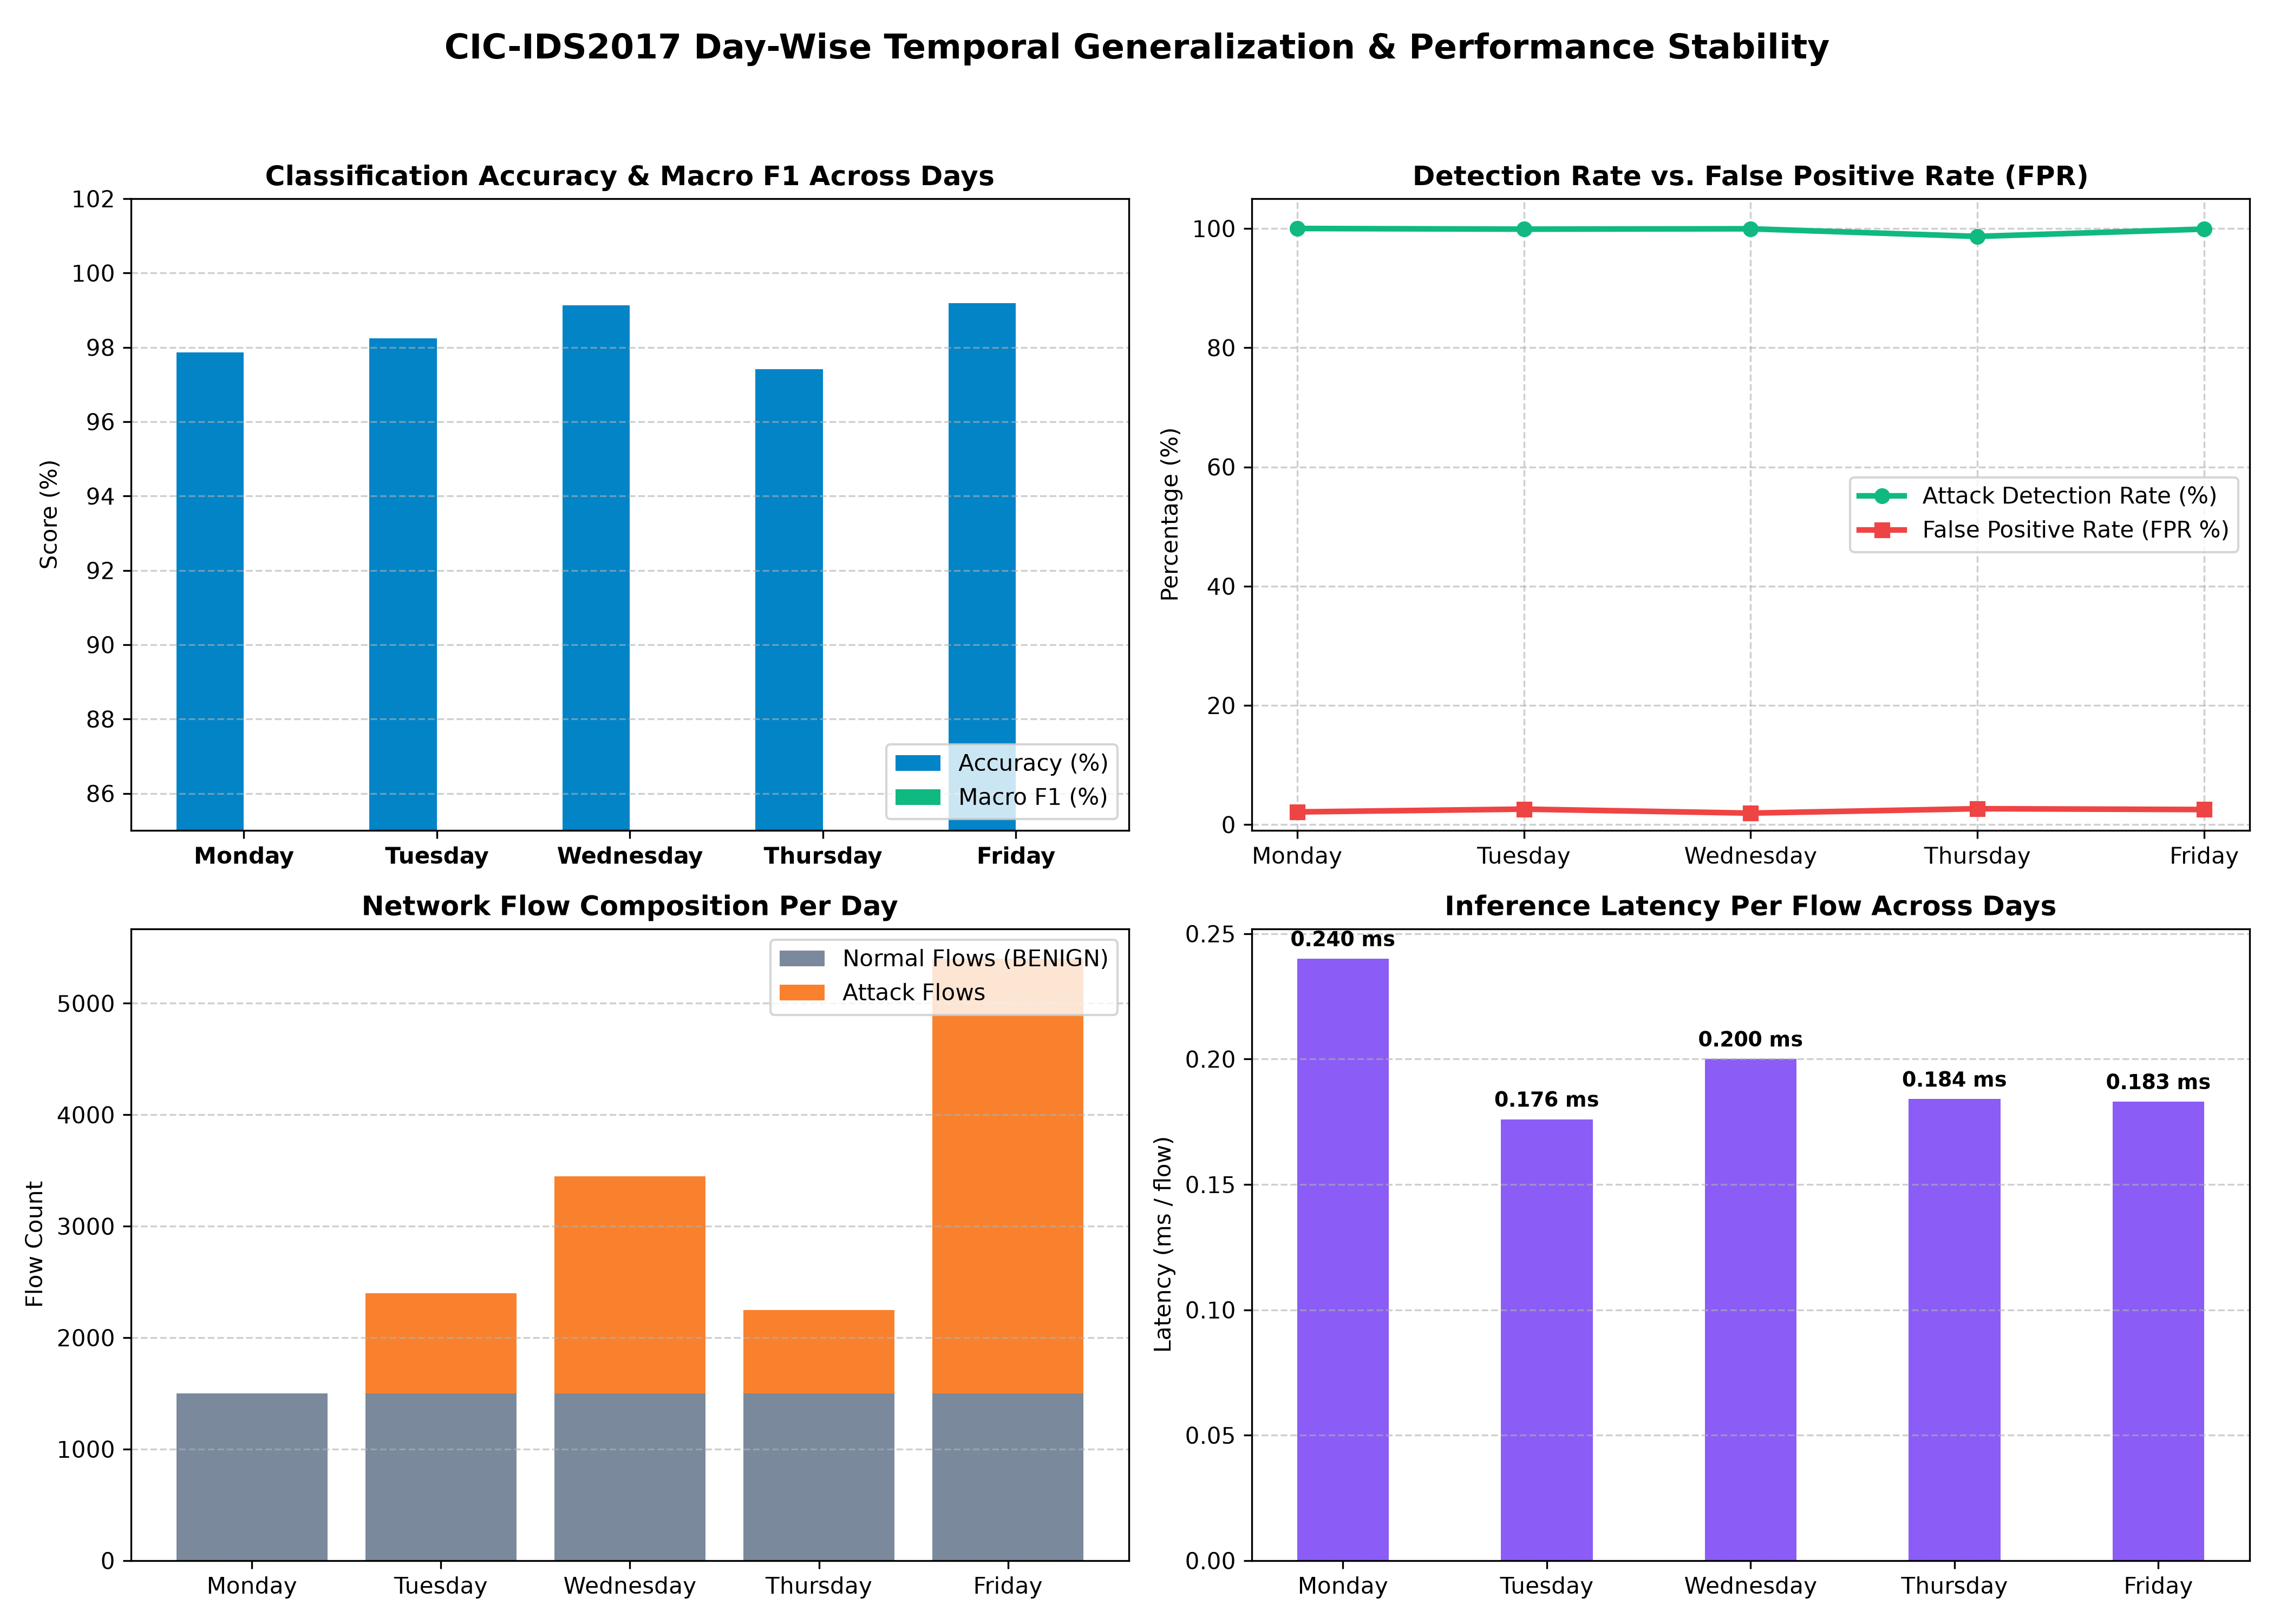 CIC-IDS2017 Day-Wise Temporal Generalization & Performance Stability
Classification Accuracy & Macro F1 Across Days
Score (%)
102
100
98
96
94
92
90
88
86
Accuracy (%)
Macro F1 (%)
Monday Tuesday Wednesday Thursday Friday
Detection Rate vs. False Positive Rate (FPR)
Percentage (%)
100
80
60
40
20
0
Attack Detection Rate (%)
False Positive Rate (FPR %)
Monday Tuesday Wednesday Thursday Friday
Network Flow Composition Per Day
Flow Count
5000
4000
3000
2000
1000
0
Normal Flows (BENIGN)
Attack Flows
Monday Tuesday Wednesday Thursday Friday
Inference Latency Per Flow Across Days
Latency (ms / flow)
0.25
0.20
0.15
0.10
0.05
0.00
0.240 ms
0.176 ms
0.200 ms
0.184 ms
0.183 ms
Monday Tuesday Wednesday Thursday Friday